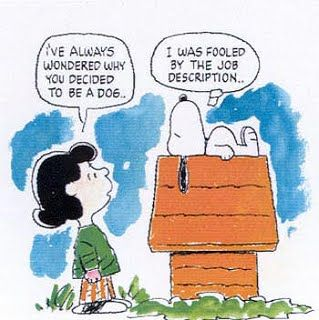 I'VE ALWAYS
WONDERED WHY
YOU DECIDED
TO BE A DOG..
I WAS FOOLED
BY THE JOB
DESCRIPTION..